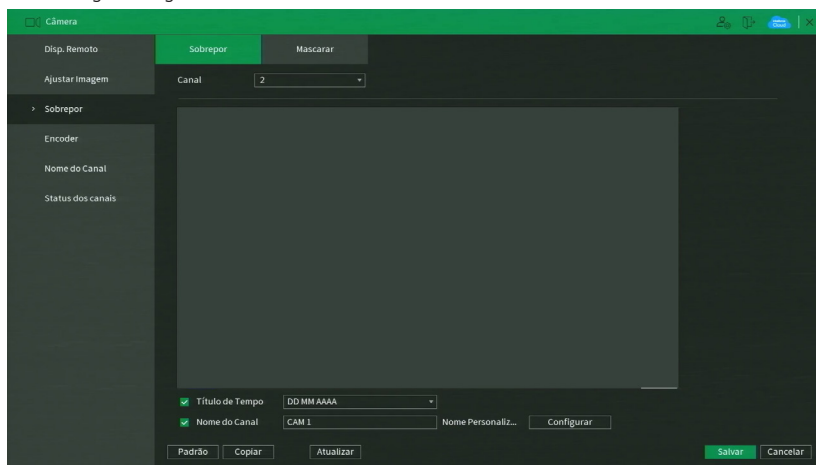 Câmera
Cloud
Disp. Remoto
Ajustar Imagem
Sobrepor
Encoder
Nome do Canal
Status dos canais
Sobrepor Mascarar
Canal 2
Título de Tempo DD MM AAAA
Nome do Canal CAM 1 Nome Personaliz... Configurar
Padrão Copiar Atualizar Salvar Cancelar